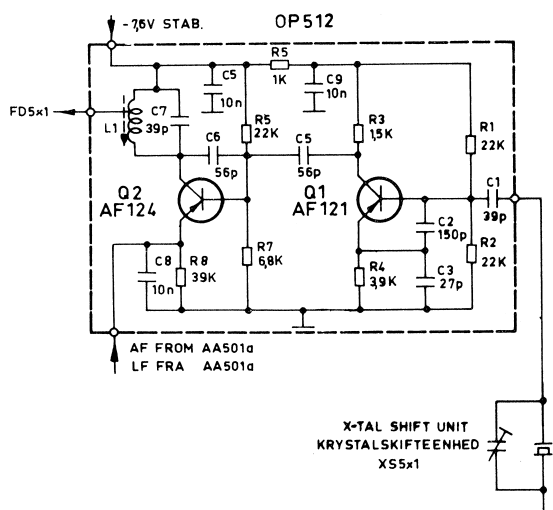 -7,6V STAB.
OP512
R5
1K
C5
10n
C9
10n
FD5x1
L1
C7
39p
C6
56p
R5
22K
C5
56p
R3
1,5K
R1
22K
Q2
AF124
Q1
AF121
C1
39p
C2
150p
R2
22K
C8
10n
R8
39K
R7
6,8K
R4
3,9K
C3
27p
AF FROM AA501a
LF FRA AA501a
X-TAL SHIFT UNIT
KRYSTALSKIFTEENHED
XS5x1